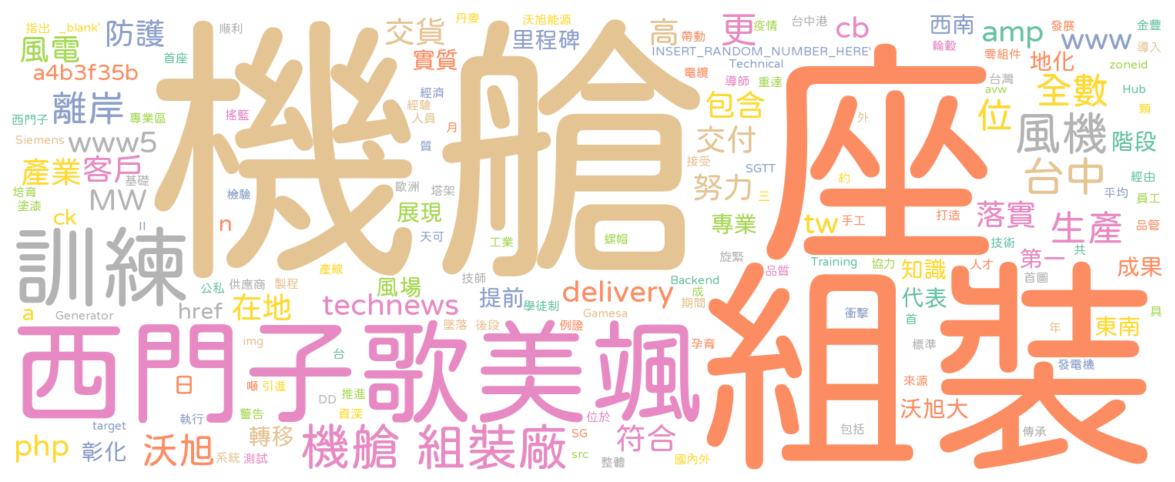 機艙
座
組裝
西門子歌美颯
訓練
機艙 組裝廠
指出
_blank'
順利
防護
首座
風電
a4b3f35b
離岸
西門子
專業區
搖籃
Siemens
www5
產業
客戶
基礎
培育
塗漆
MW
檢驗
ck
n
II
a
Generator
公私
供應商
製程
產線
href
在地
img
日
台
噸
引進
php
彰化
target
執行
沃旭
警告
系統
測試
轉移
DD
推進
資深
technews
風場
墜落
後段
學徒制
例證
Gamesa
提前
delivery
技師
天可
工業
螺帽
展現
歐洲
塔架
經濟
經驗
人員
月
質
實質
交貨
丹麥
沃旭能源
里程碑
高
帶動
更
疫情
台中港
cb
INSERT_RANDOM_NUMBER_HERE'
Technical
電纜
導師
重達
包含
交付
接受
SGTT
努力
三
專業
旋緊
品質
Backend
成
期間
孕育
位於
SG
src
符合
整體
國內外
西南
輪轂
amp
www
發展
金豐
導入
零組件
地化
zoneid
台灣
avw
Hub
全數
位
顆
外
風機
階段
約
台中
經由
平均
員工
tw
手工
打造
落實
生產
品管
技術
共
Training
協力
知識
人才
第一
首圖
成果
代表
具
衝擊
首
年
東南
標準
發電機
來源
沃旭大
包括
傳承